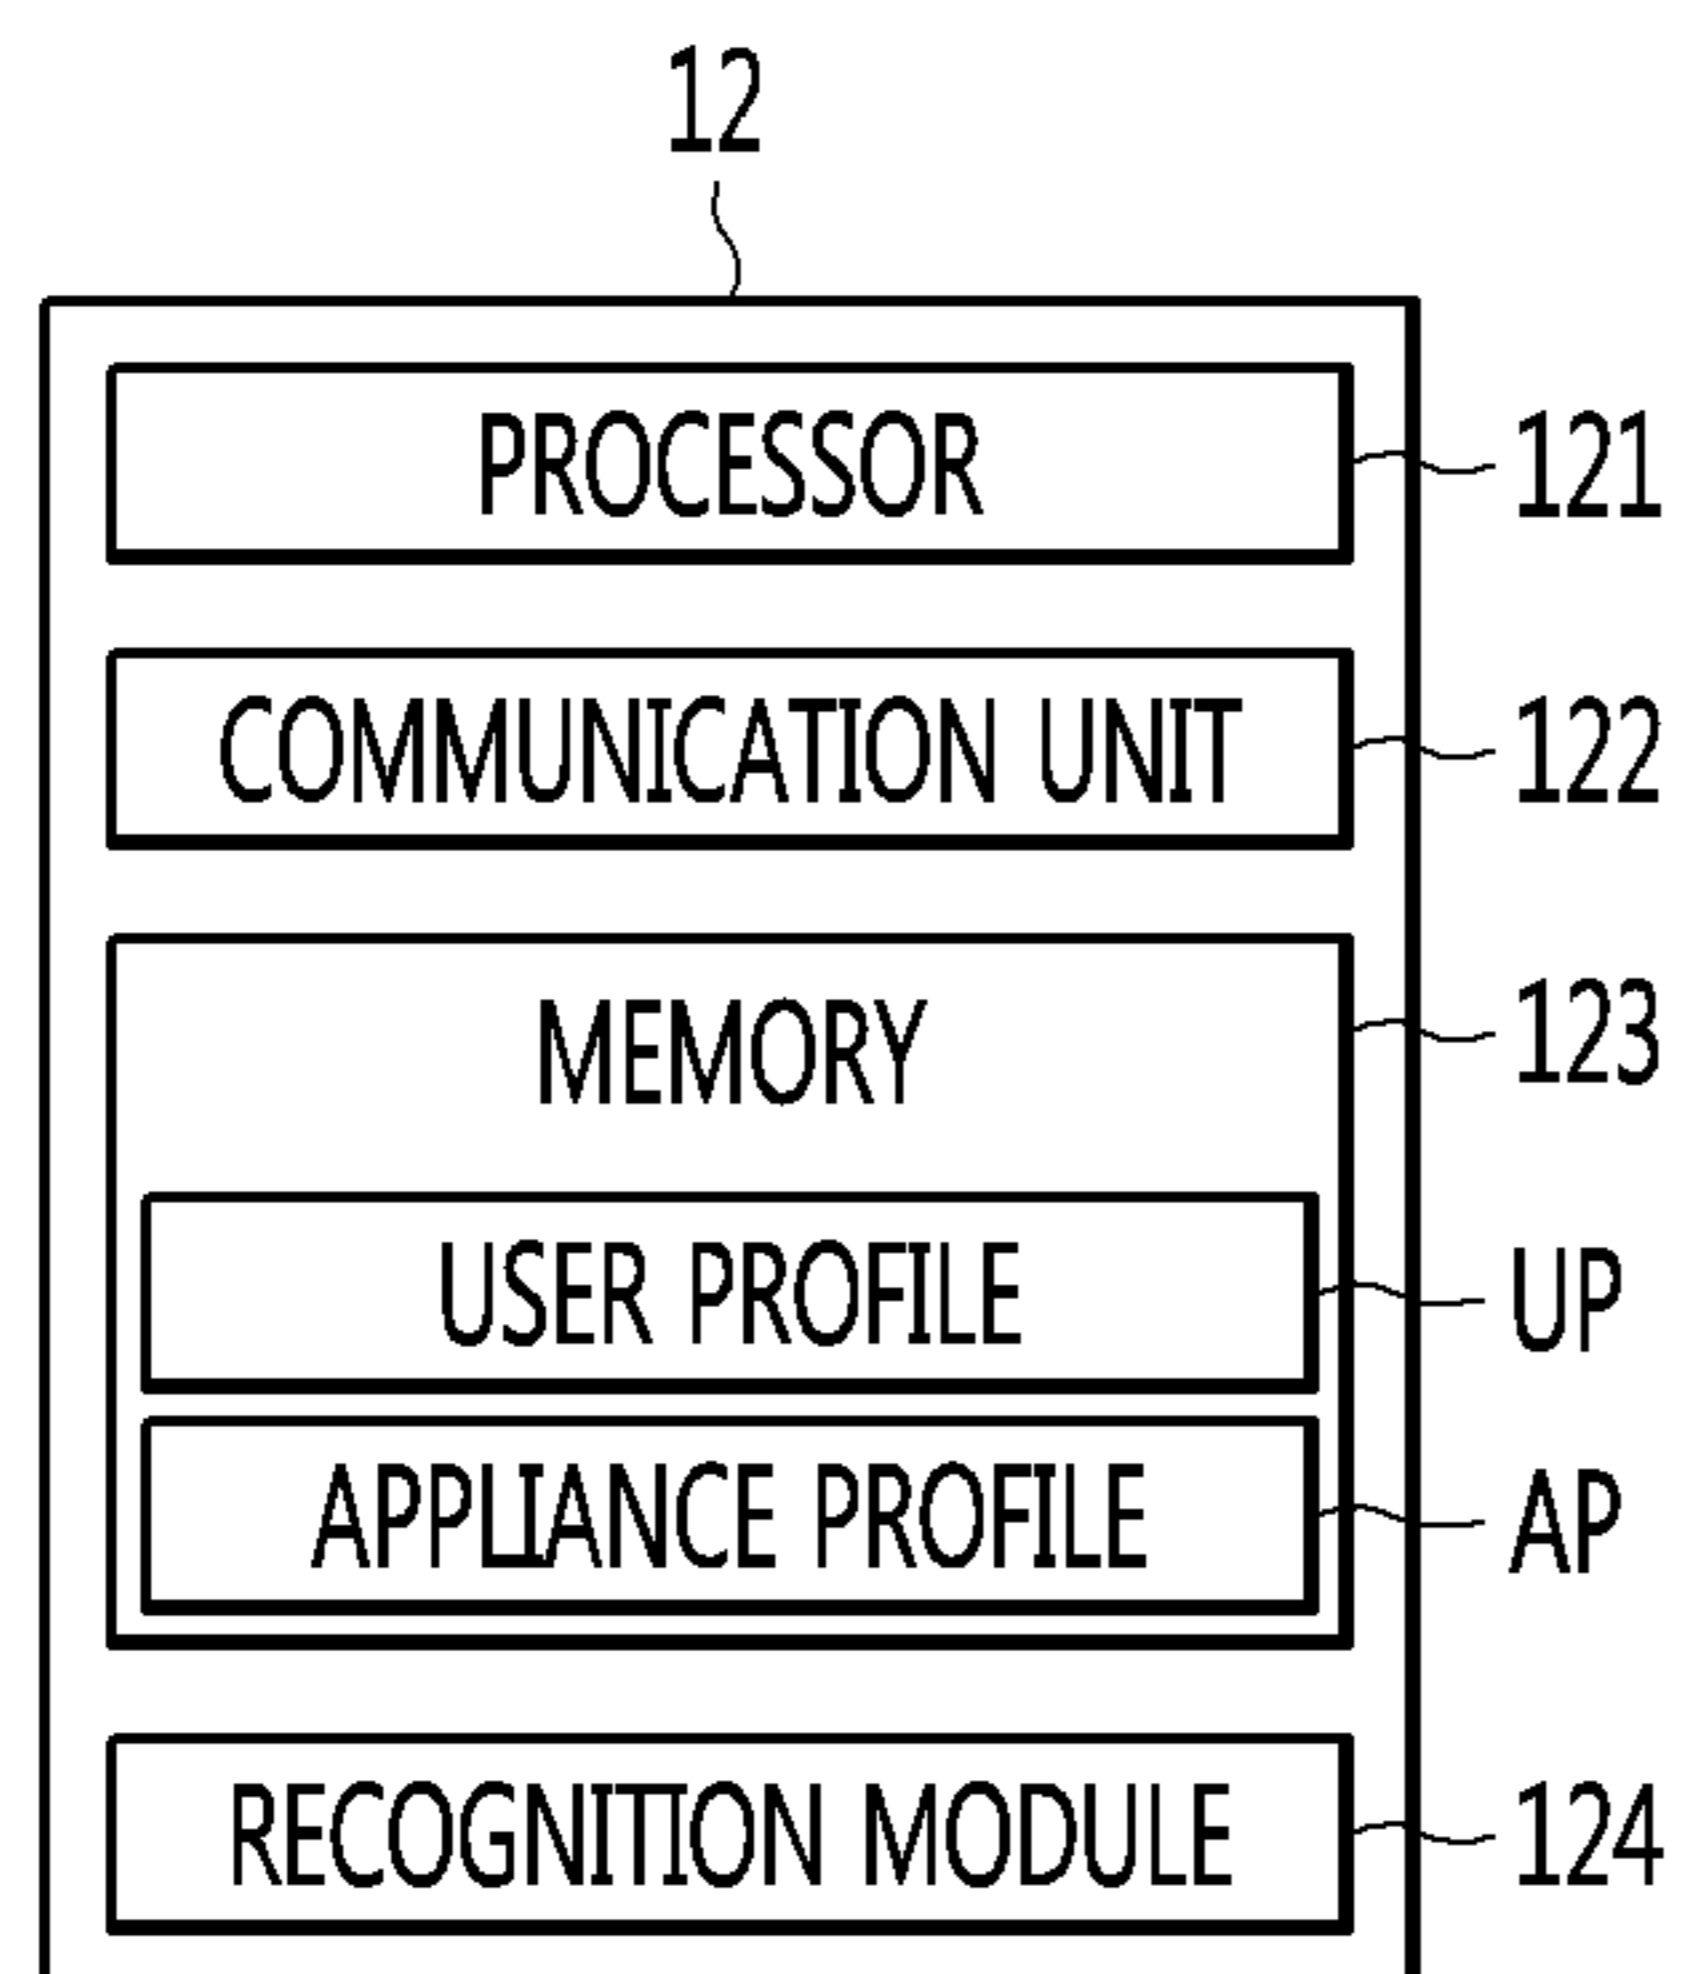 12
PROCESSOR 121
COMMUNICATION UNIT 122
MEMORY 123
USER PROFILE UP
APPLIANCE PROFILE AP
RECOGNITION MODULE 124